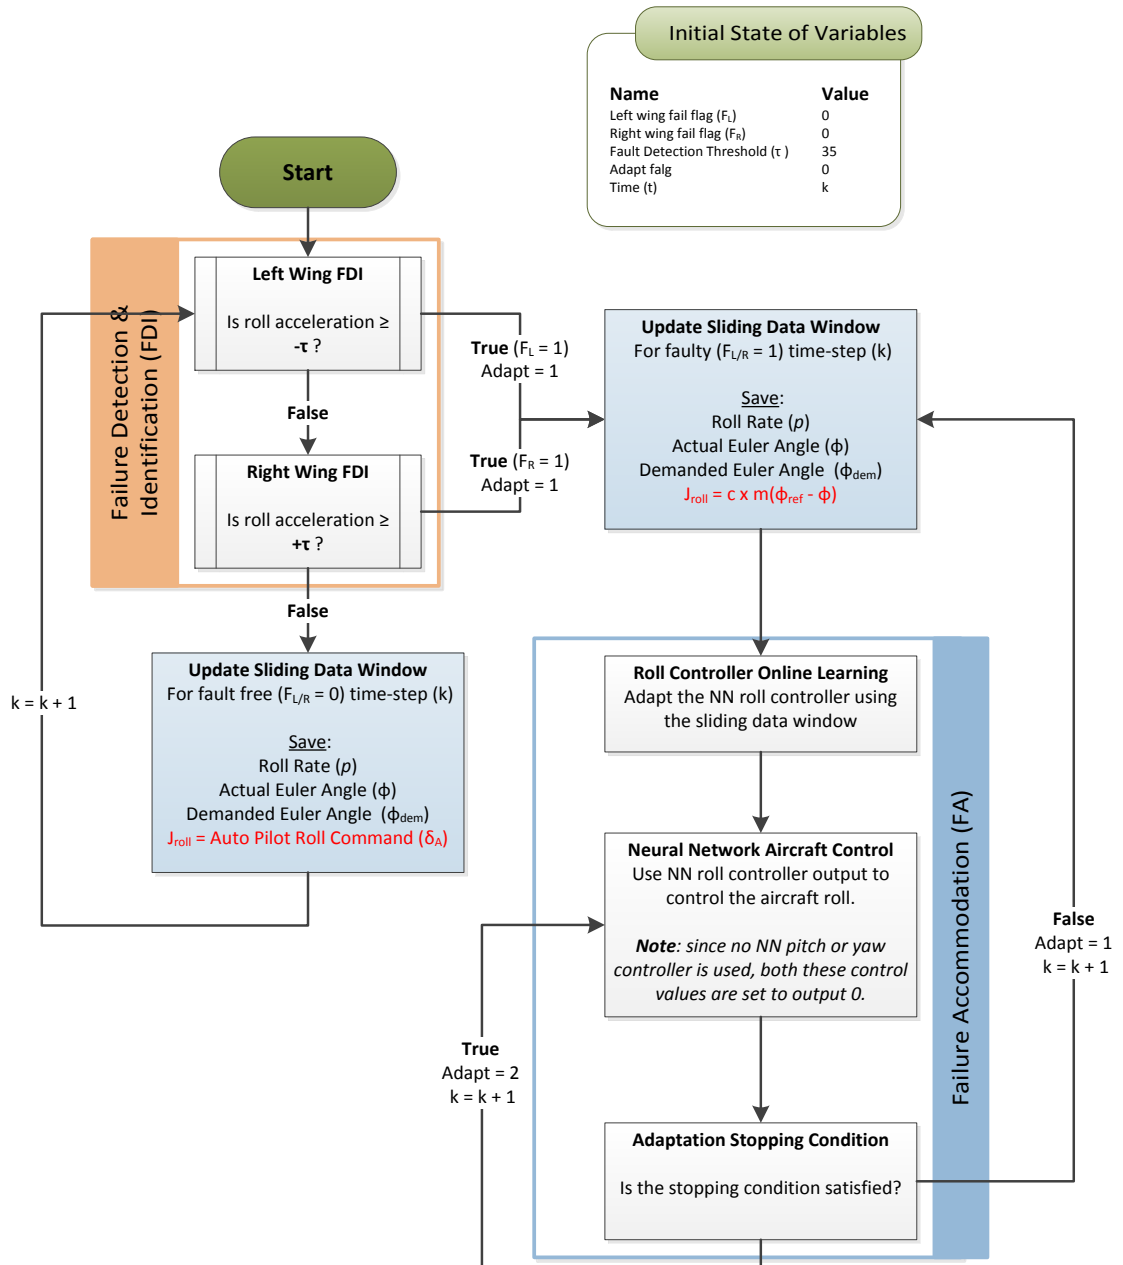 Initial State of Variables
Name Value
Left wing fail flag (FL) 0
Right wing fail flag (FR) 0
Fault Detection Threshold (τ ) 35
Adapt falg 0
Time (t) k
Start
Failure Detection &
Identification (FDI)
Left Wing FDI
Is roll acceleration ≥
-τ ?
True (FL = 1)
Adapt = 1
False
Right Wing FDI
Is roll acceleration ≥
+τ ?
True (FR = 1)
Adapt = 1
False
Update Sliding Data Window
For fault free (FL/R = 0) time-step (k)
Save:
Roll Rate (p)
Actual Euler Angle (ϕ)
Demanded Euler Angle (ϕdem)
Jroll = Auto Pilot Roll Command (δA)
k = k + 1
Update Sliding Data Window
For faulty (FL/R = 1) time-step (k)
Save:
Roll Rate (p)
Actual Euler Angle (ϕ)
Demanded Euler Angle (ϕdem)
Jroll = c x m(ϕref - ϕ)
Failure Accommodation (FA)
Roll Controller Online Learning
Adapt the NN roll controller using
the sliding data window
Neural Network Aircraft Control
Use NN roll controller output to
control the aircraft roll.
Note: since no NN pitch or yaw
controller is used, both these control
values are set to output 0.
Adaptation Stopping Condition
Is the stopping condition satisfied?
True
Adapt = 2
k = k + 1
False
Adapt = 1
k = k + 1